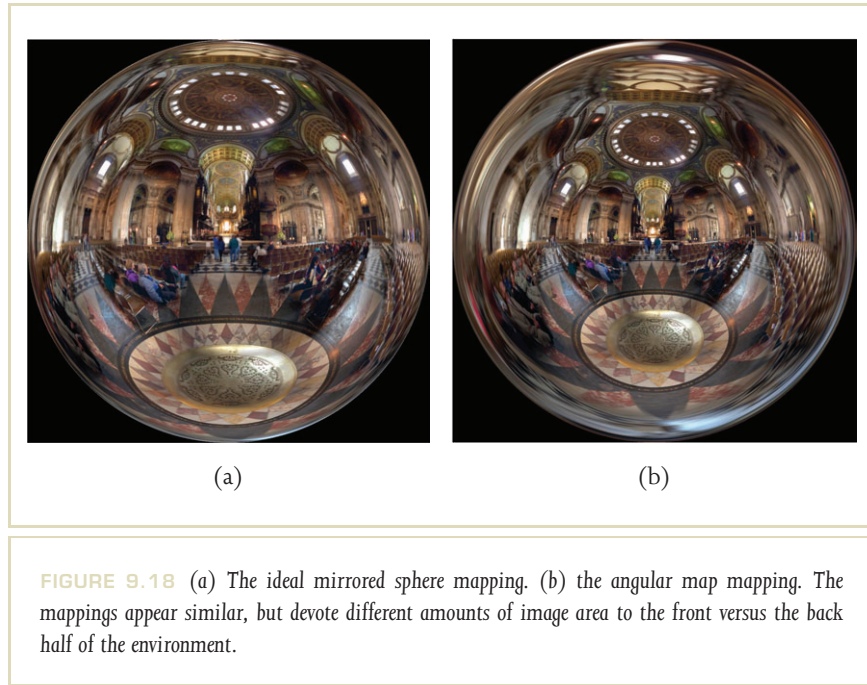 (a)
(b)
FIGURE 9.18 (a) The ideal mirrored sphere mapping. (b) the angular map mapping. The
mappings appear similar, but devote different amounts of image area to the front versus the back
half of the environment.